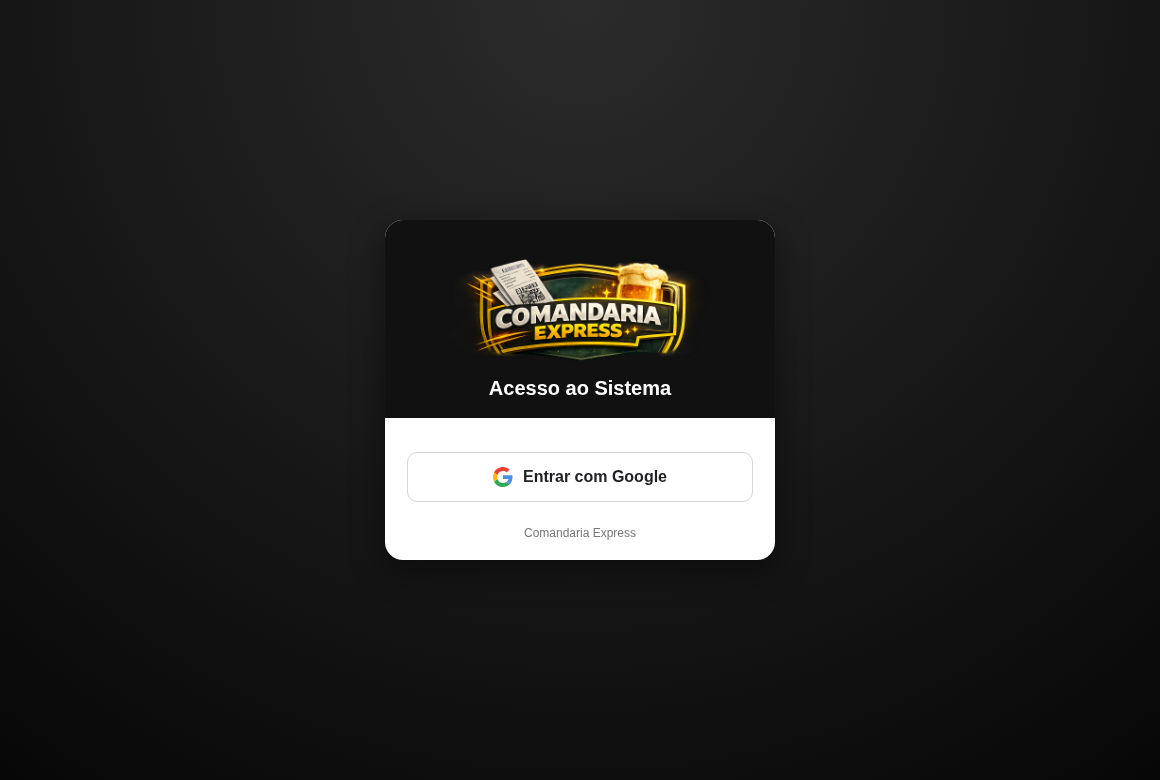 COMANDARIA
EXPRESS
Acesso ao Sistema
Entrar com Google
Comandaria Express